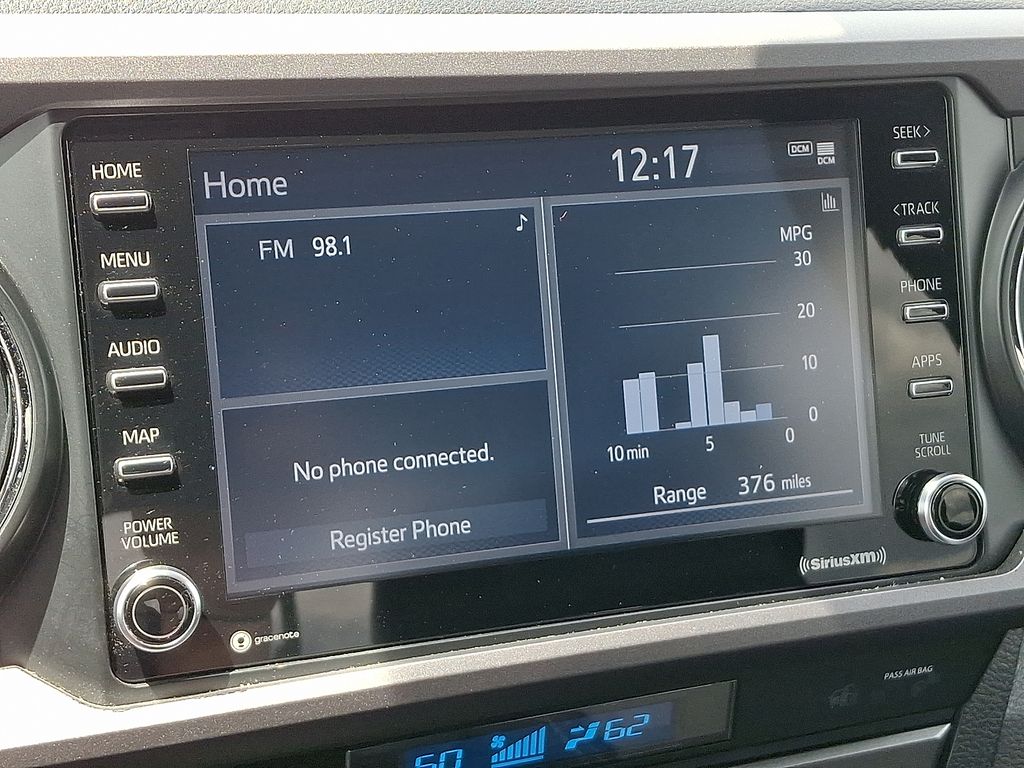 HOME
MENU
AUDIO
MAP
POWER
VOLUME
gracenote
Home
12:17
DCM
DCM
FM 98.1
No phone connected.
Register Phone
MPG
30
20
10
0
10 min 5 0
Range 376 miles
SEEK>
<TRACK
PHONE
APPS
TUNE
SCROLL
((SiriusXM))
PASS AIR BAG
60 62